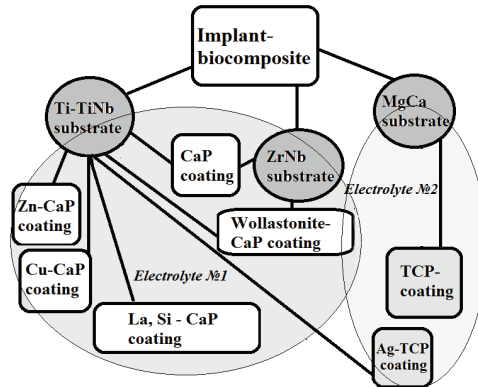 Implant-
biocomposite
Ti-TiNb
substrate
MgCa
substrate
CaP
coating
ZrNb
substrate
Electrolyte №2
Zn-CaP
coating
Wollastonite-
CaP coating
Cu-CaP
coating
Electrolyte №1
TCP-
coating
La, Si - CaP
coating
Ag-TCP
coating